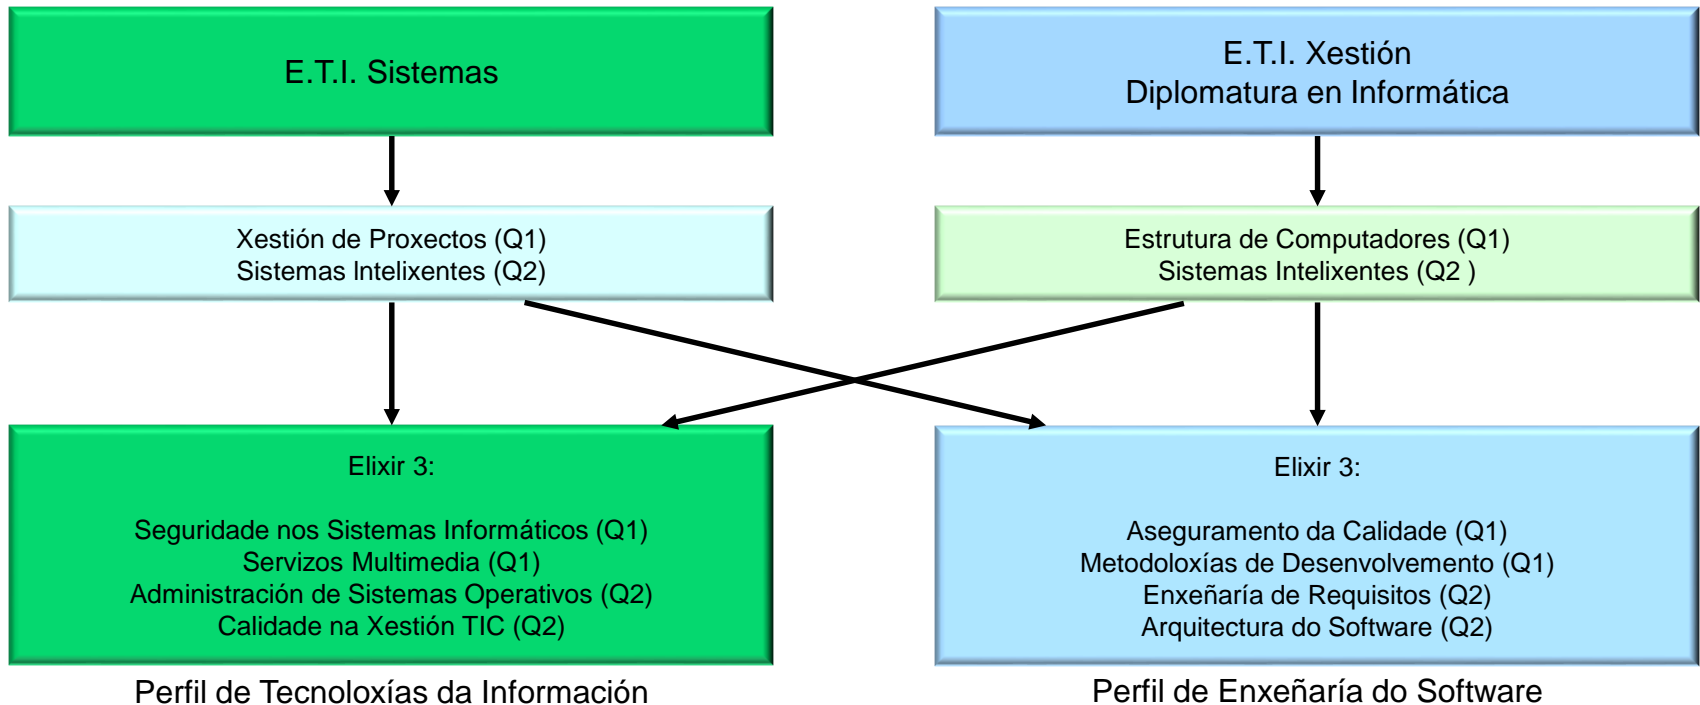 E.T.I. Sistemas
E.T.I. Xestión
Diplomatura en Informática
Xestión de Proxectos (Q1)
Sistemas Intelixentes (Q2)
Estrutura de Computadores (Q1)
Sistemas Intelixentes (Q2 )
Elixir 3:
Seguridade nos Sistemas Informáticos (Q1)
Servizos Multimedia (Q1)
Administración de Sistemas Operativos (Q2)
Calidade na Xestión TIC (Q2)
Perfil de Tecnoloxías da Información
Elixir 3:
Aseguramento da Calidade (Q1)
Metodoloxías de Desenvolvemento (Q1)
Enxeñaría de Requisitos (Q2)
Arquitectura do Software (Q2)
Perfil de Enxeñaría do Software